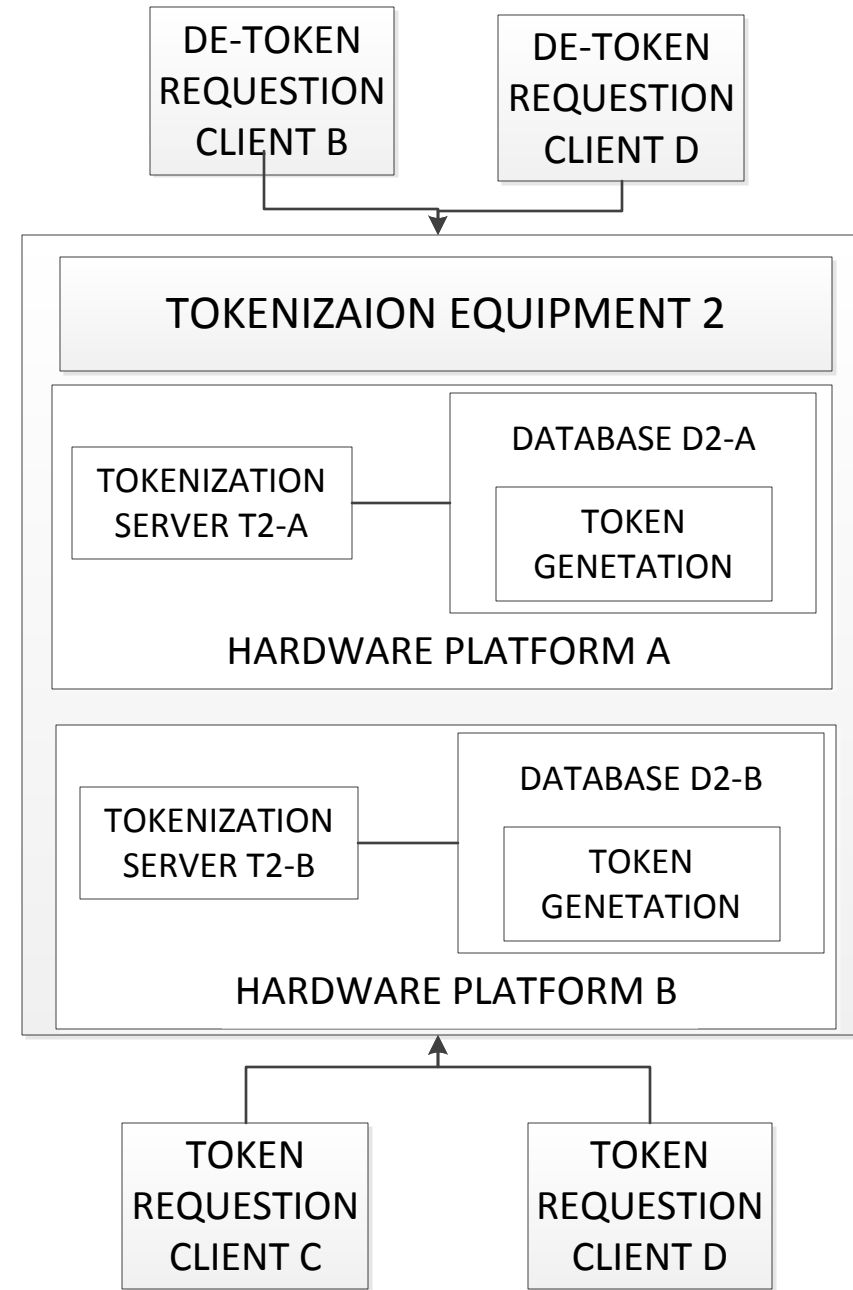 DE-TOKEN
REQUESTION
CLIENT B
DE-TOKEN
REQUESTION
CLIENT D
TOKENIZAION EQUIPMENT 2
TOKENIZATION
SERVER T2-A
DATABASE D2-A
TOKEN
GENETATION
HARDWARE PLATFORM A
TOKENIZATION
SERVER T2-B
DATABASE D2-B
TOKEN
GENETATION
HARDWARE PLATFORM B
TOKEN
REQUESTION
CLIENT C
TOKEN
REQUESTION
CLIENT D